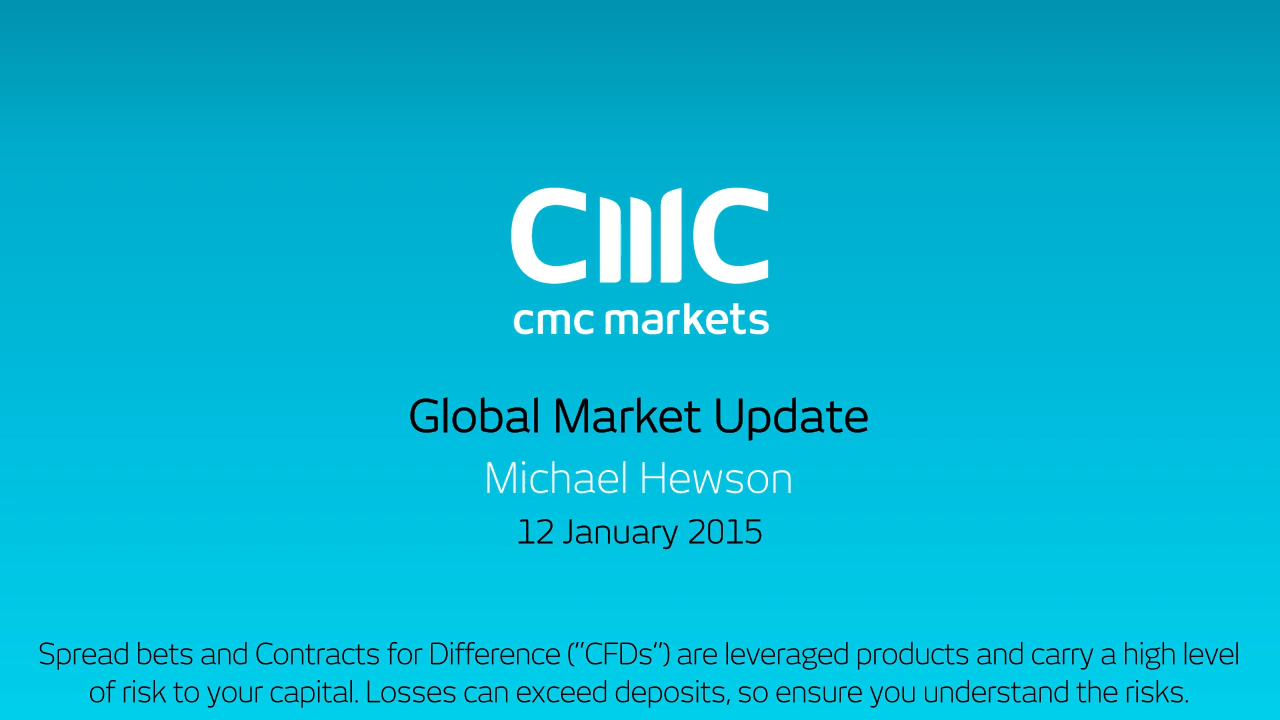 CMC
cmc markets
Global Market Update
Michael Hewson
12 January 2015
Spread bets and Contracts for Difference (“CFDs”) are leveraged products and carry a high level
of risk to your capital. Losses can exceed deposits, so ensure you understand the risks.